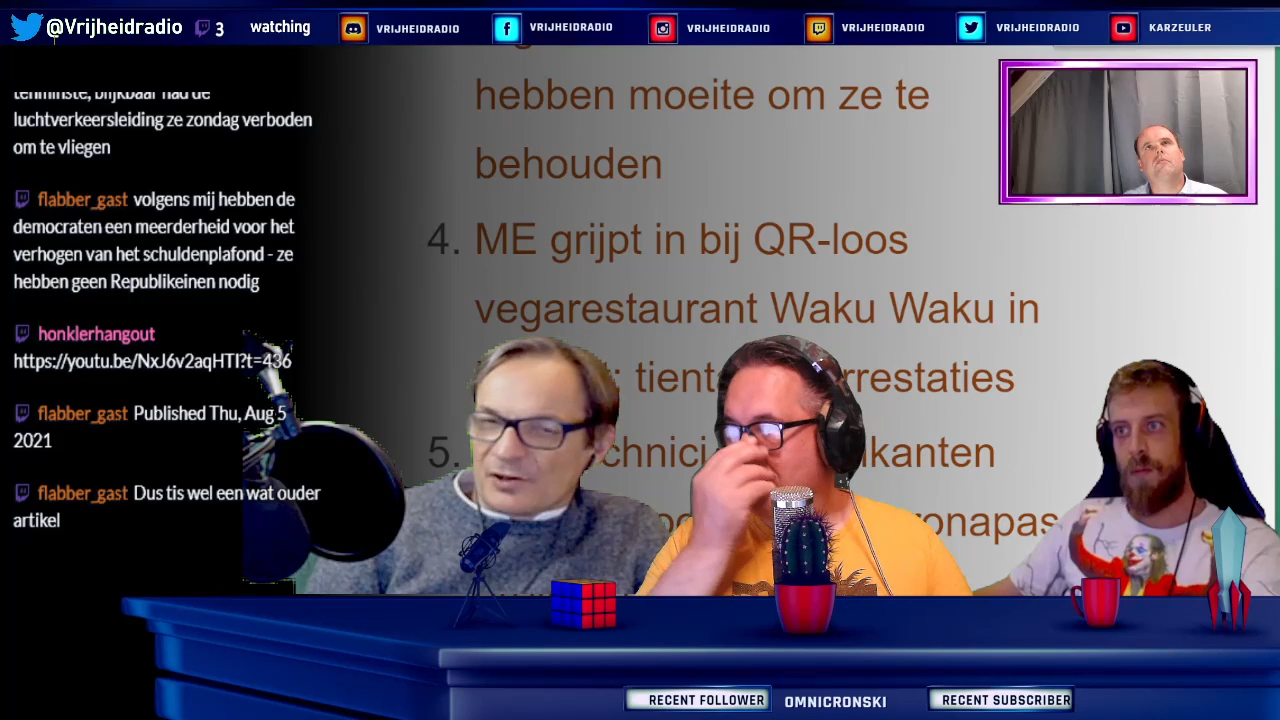 @Vrijheidradio 3 watching VRIJHEIDRADIO VRIJHEIDRADIO VRIJHEIDRADIO VRIJHEIDRADIO VRIJHEIDRADIO KARZEULER
tenminste, blijkbaar had de
luchtverkeersleiding ze zondag verboden
om te vliegen
flabber_gast volgens mij hebben de
democraten een meerderheid voor het
verhogen van het schuldenplafond - ze
hebben geen Republikeinen nodig
honklerhangout
https://youtu.be/NxJ6v2aqHTI?t=436
flabber_gast Published Thu, Aug 5
2021
flabber_gast Dus tis wel een wat ouder
artikel
hebben moeite om ze te
behouden
4. ME grijpt in bij QR-loos
vegarestaurant Waku Waku in
5.
RECENT FOLLOWER OMNICRONSKI RECENT SUBSCRIBER